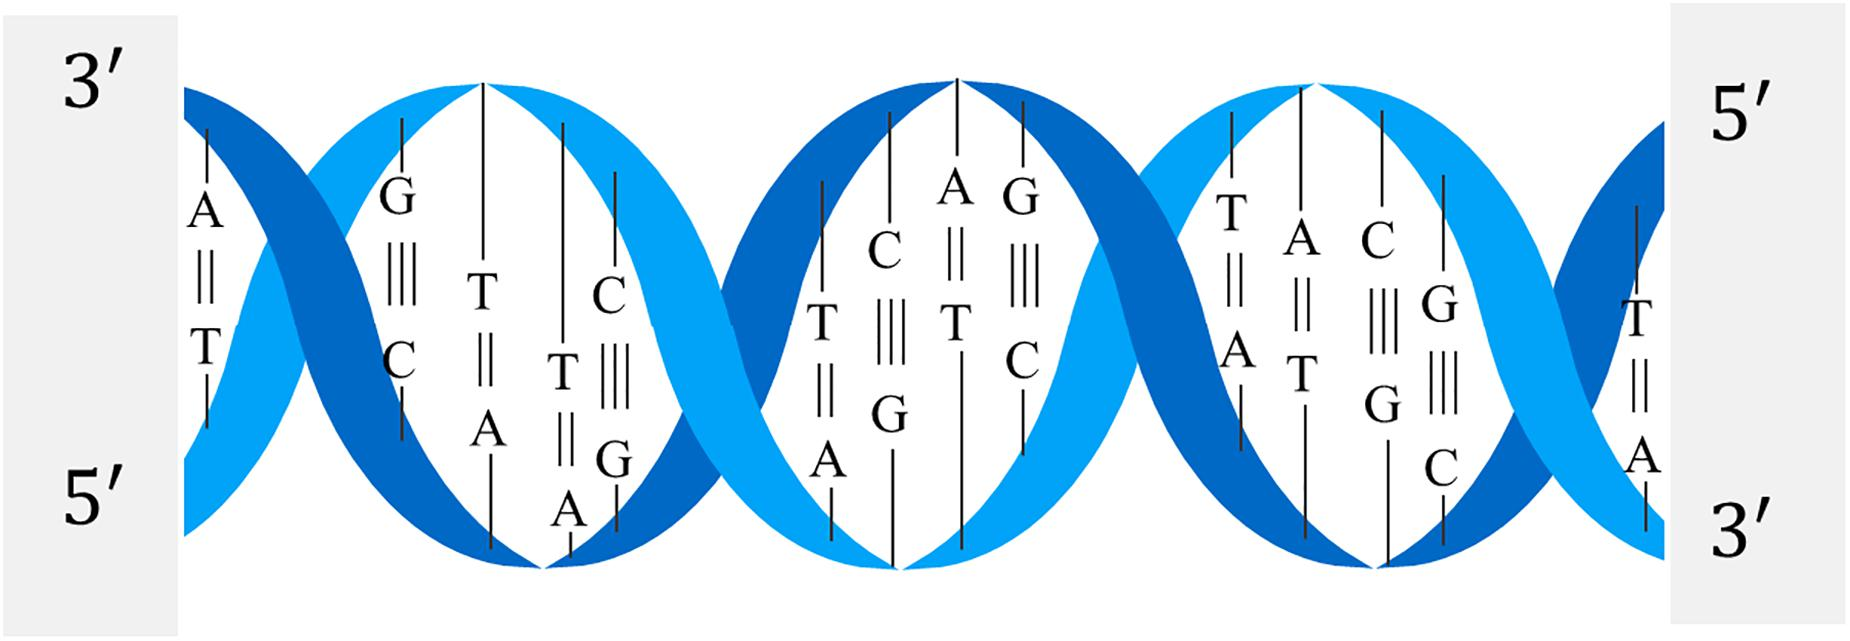 3′ 5′
A G T T C T C A G T A C G T
T C A A G A G T C A T G C A
5′ 3′